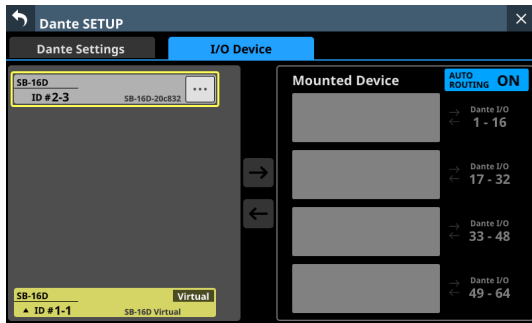 Dante SETUP
Dante Settings
I/O Device
SB-16D
ID #2-3
SB-16D-20c832
...
Mounted Device
AUTO ROUTING ON
Dante I/O
1 - 16
Dante I/O
17 - 32
Dante I/O
33 - 48
Dante I/O
49 - 64
SB-16D
Virtual
ID #1-1
SB-16D Virtual